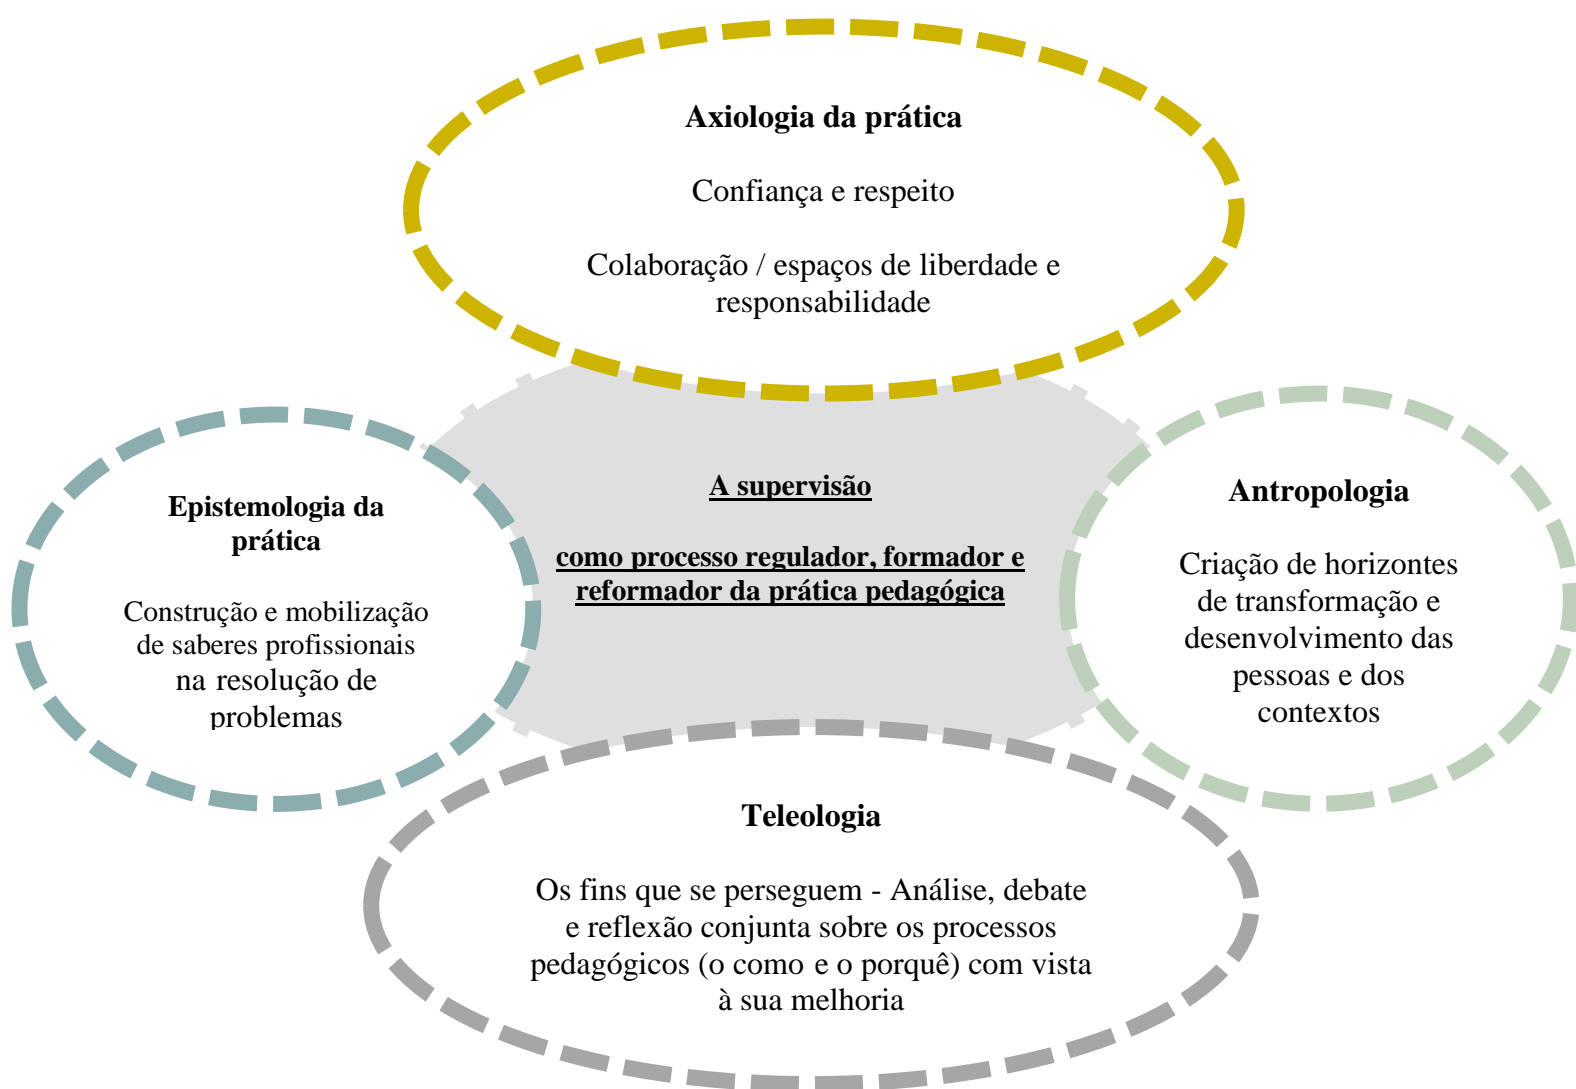 Axiologia da prática
Confiança e respeito
Colaboração / espaços de liberdade e
responsabilidade
Epistemologia da
prática
Construção e mobilização
de saberes profissionais
na resolução de
problemas
A supervisão
como processo regulador, formador e
reformador da prática pedagógica
Antropologia
Criação de horizontes
de transformação e
desenvolvimento das
pessoas e dos
contextos
Teleologia
Os fins que se perseguem - Análise, debate
e reflexão conjunta sobre os processos
pedagógicos (o como e o porquê) com vista
à sua melhoria